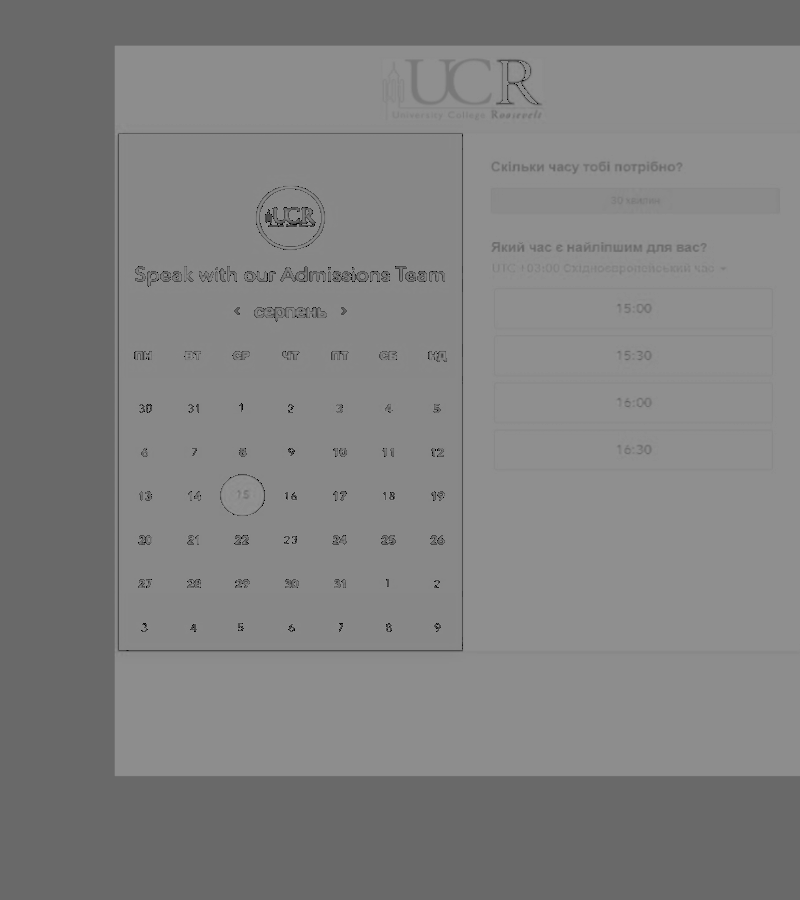 UCR
University College Roosevelt
UCR
Speak with our Admissions Team
‹ серпень ›
ПН ВТ СР ЧТ ПТ СБ НД
30 31 1 2 3 4 5
6 7 8 9 10 11 12
13 14 15 16 17 18 19
20 21 22 23 24 25 26
27 28 29 30 31 1 2
3 4 5 6 7 8 9
Скільки часу тобі потрібно?
30 хвилин
Який час є найліпшим для вас?
UTC +03:00 Східноєвропейський час
15:00
15:30
16:00
16:30